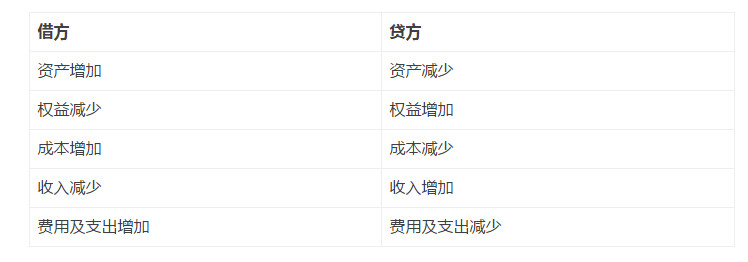 借方 贷方
资产增加 资产减少
权益减少 权益增加
成本增加 成本减少
收入减少 收入增加
费用及支出增加 费用及支出减少